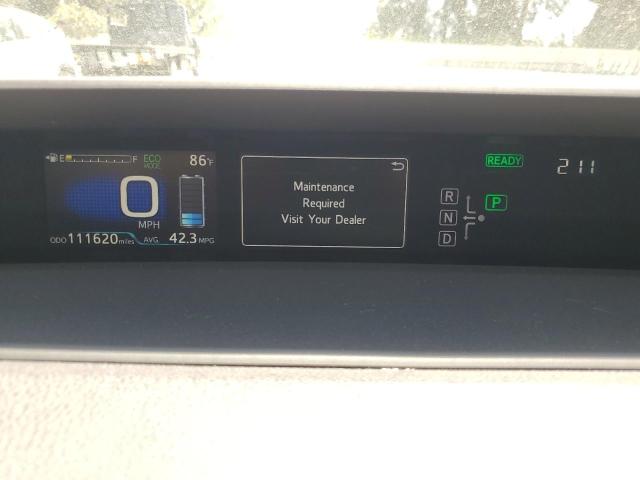 E F ECO MODE 86°F
0
MPH
ODO 111620 miles AVG 42.3 MPG
Maintenance
Required
Visit Your Dealer
READY 2 11
R
P
N
D